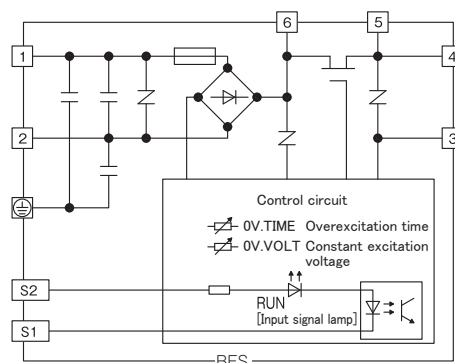 6
5
1
4
2
3
Control circuit
0V.TIME Overexcitation time
0V.VOLT Constant excitation
voltage
S2
RUN
[Input signal lamp]
S1
BES